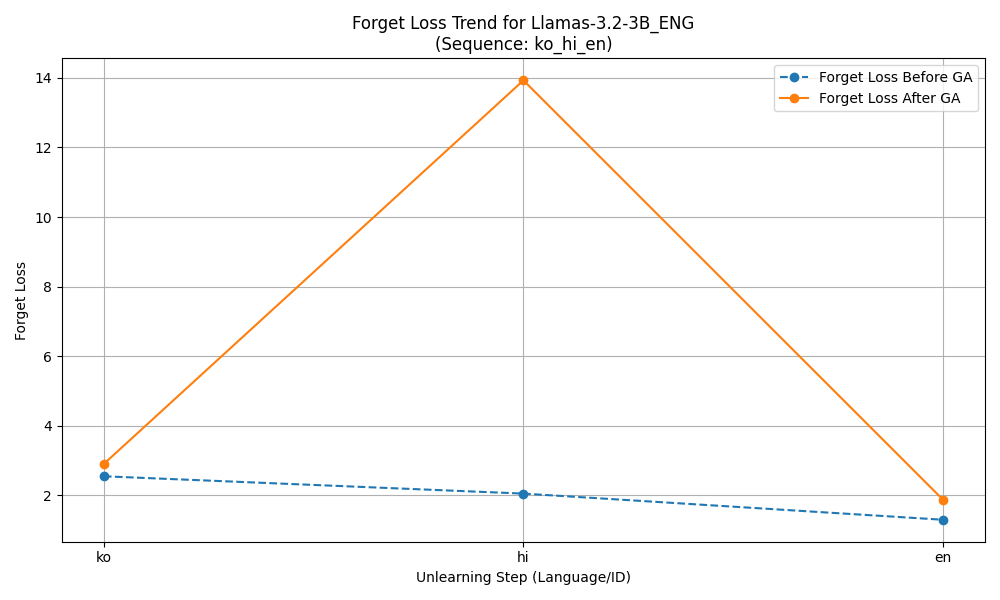 Forget Loss Trend for Llamas-3.2-3B_ENG
(Sequence: ko_hi_en)
Forget Loss Before GA
Forget Loss After GA
Forget Loss
14
12
10
8
6
4
2
ko
hi
en
Unlearning Step (Language/ID)